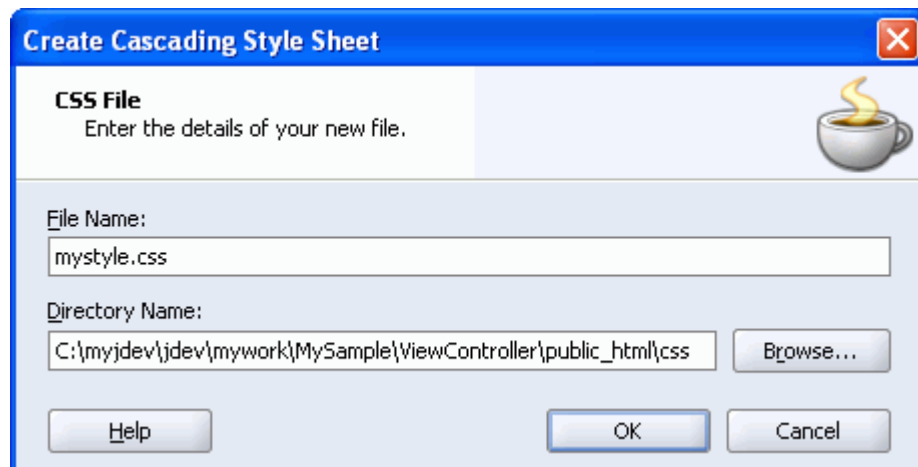 Create Cascading Style Sheet
CSS File
Enter the details of your new file.
File Name:
mystyle.css
Directory Name:
C:\myjdev\jdev\mywork\MySample\ViewController\public_html\css
Browse...
Help
OK
Cancel